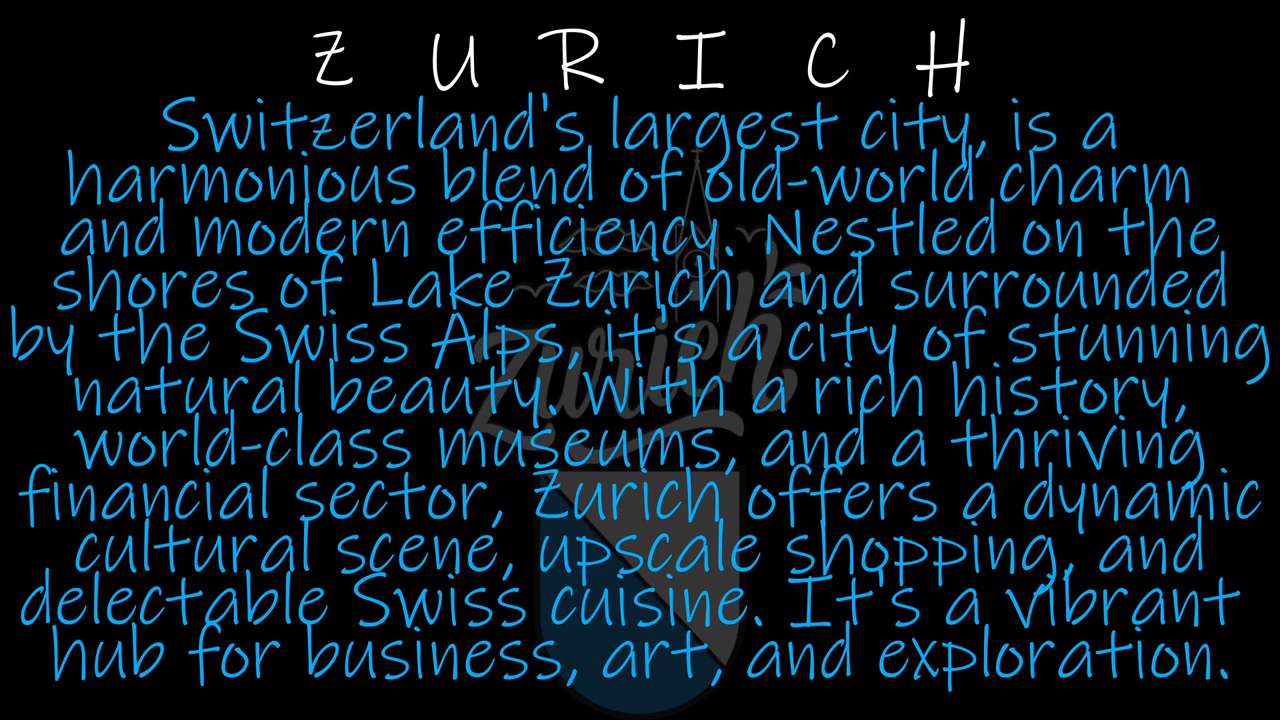 Z U R I C H
Switzerland's largest city, is a
harmonious blend of old-world charm
and modern efficiency. Nestled on the
shores of Lake Zurich and surrounded
by the Swiss Alps, it's a city of stunning
natural beauty. With a rich history,
world-class museums, and a thriving
financial sector, Zurich offers a dynamic
cultural scene, upscale shopping, and
delectable Swiss cuisine. It's a vibrant
hub for business, art, and exploration.
Zurich